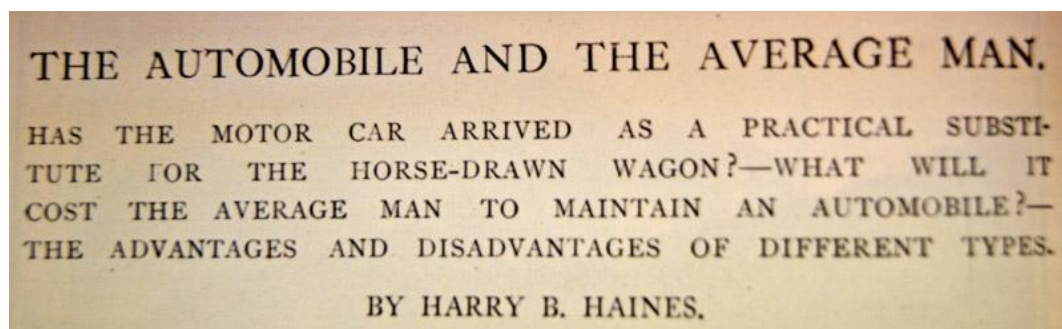 THE AUTOMOBILE AND THE AVERAGE MAN.
HAS THE MOTOR CAR ARRIVED AS A PRACTICAL SUBSTI-
TUTE FOR THE HORSE-DRAWN WAGON?—WHAT WILL IT
COST THE AVERAGE MAN TO MAINTAIN AN AUTOMOBILE?—
THE ADVANTAGES AND DISADVANTAGES OF DIFFERENT TYPES.
BY HARRY B. HAINES.